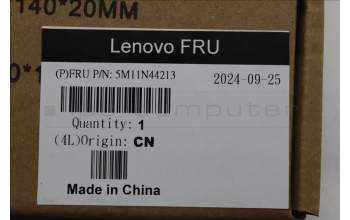 140*20MM
Lenovo FRU
(P)FRU P/N: 5M11N44213
2024-09-25
Quantity: 1
(4L)Origin: CN
Made in China